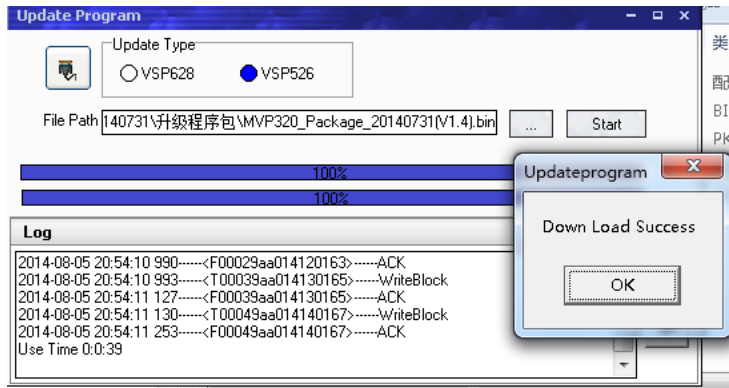 Update Program
类
Update Type
VSP628
VSP526
配
BI
File Path
140731\升级程序包\MVP320_Package_20140731(V1.4).bin
...
Start
PK
100%
100%
Updateprogram
Down Load Success
OK
Log
2014-08-05 20:54:10 990------<F00029aa014120163>-----ACK
2014-08-05 20:54:10 993------<T00039aa014130165>-----WriteBlock
2014-08-05 20:54:11 127------<F00039aa014130165>-----ACK
2014-08-05 20:54:11 130------<T00049aa014140167>-----WriteBlock
2014-08-05 20:54:11 253------<F00049aa014140167>-----ACK
Use Time 0:0:39